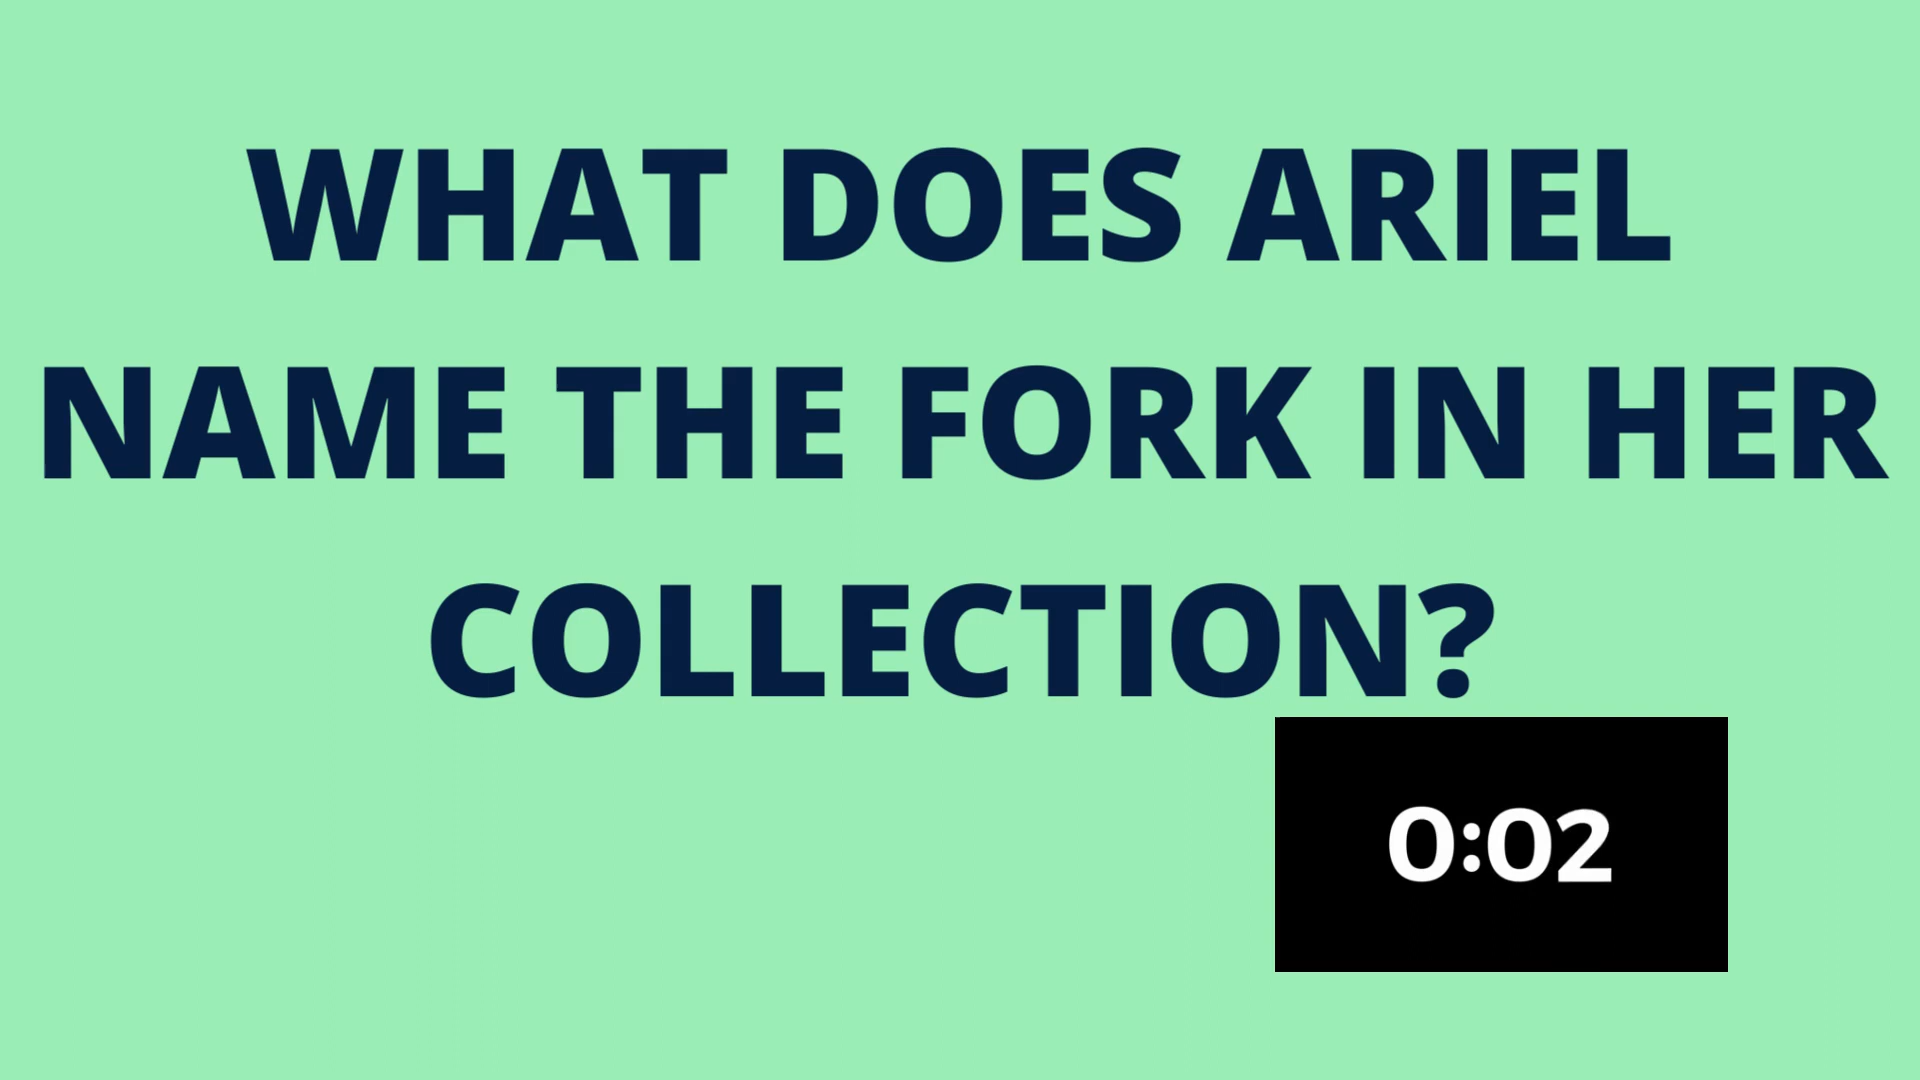 WHAT DOES ARIEL
NAME THE FORK IN HER
COLLECTION?
0:02